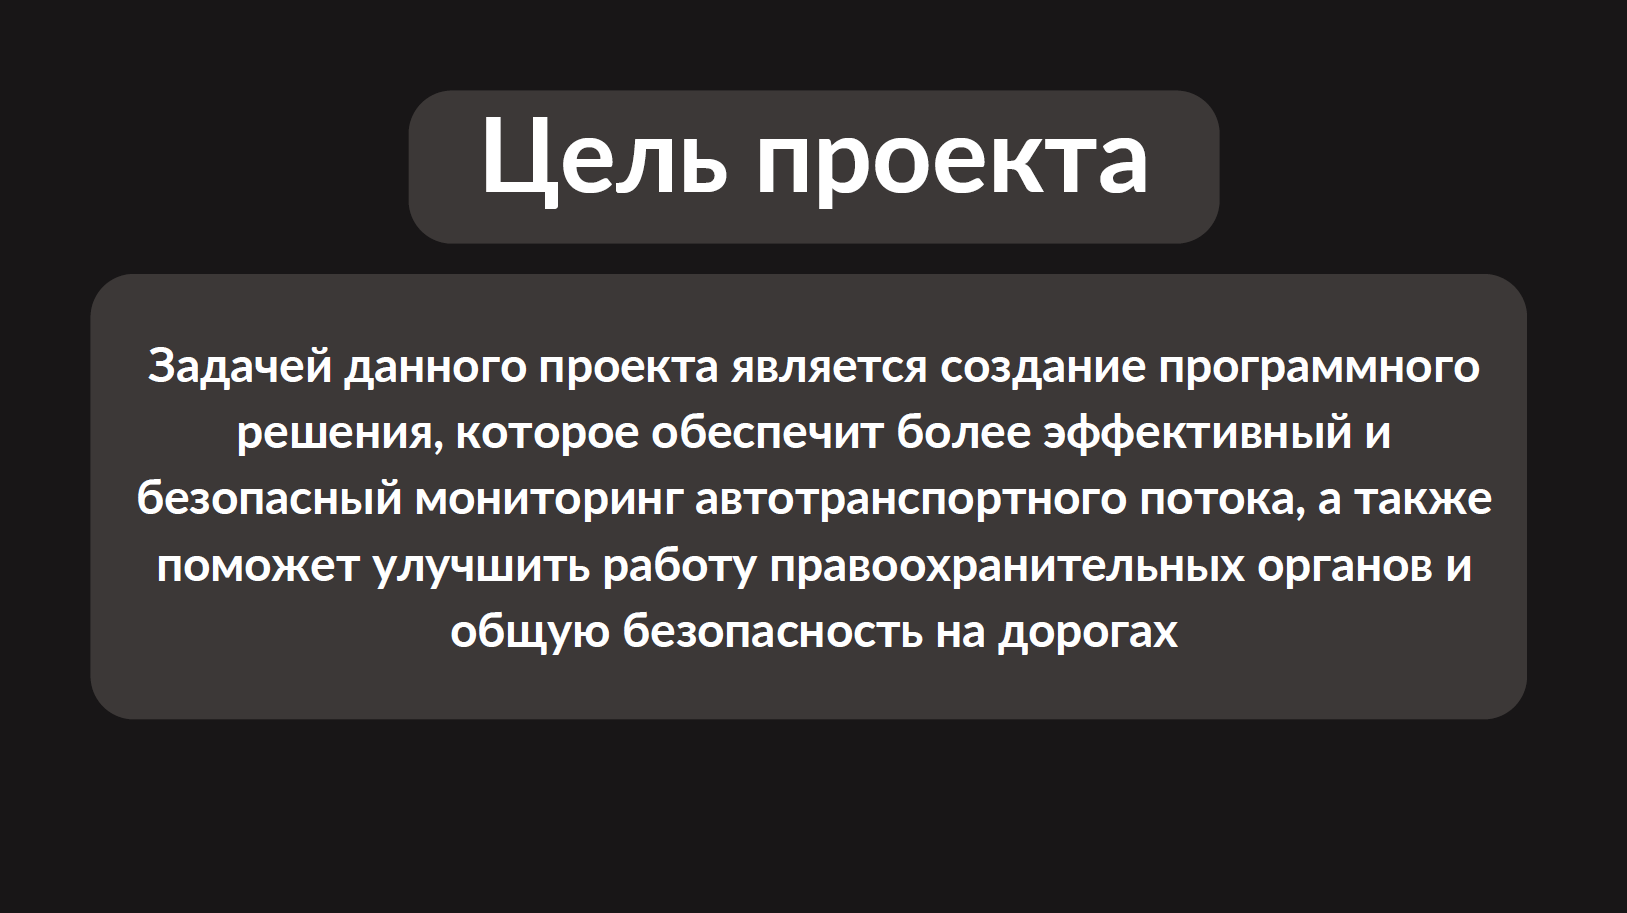 Цель проекта
Задачей данного проекта является создание программного
решения, которое обеспечит более эффективный и
безопасный мониторинг автотранспортного потока, а также
поможет улучшить работу правоохранительных органов и
общую безопасность на дорогах